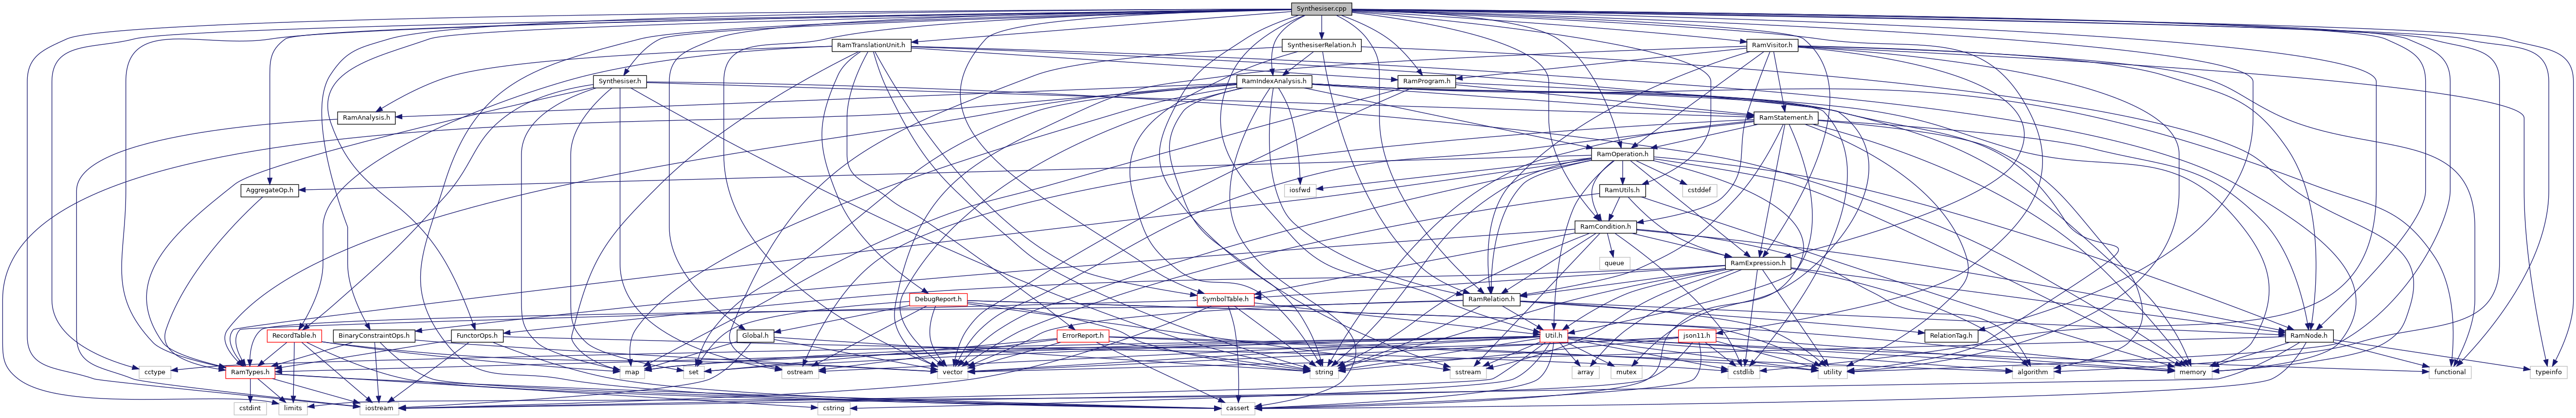 Synthesiser.cpp
RamTranslationUnit.h
SynthesiserRelation.h
RamVisitor.h
Synthesiser.h
RamIndexAnalysis.h
RamProgram.h
RamAnalysis.h
RamStatement.h
RamOperation.h
AggregateOp.h
iosfwd
RamUtils.h
cstddef
RamCondition.h
queue
RamExpression.h
DebugReport.h
SymbolTable.h
RamRelation.h
RecordTable.h
BinaryConstraintOps.h
FunctorOps.h
Global.h
ErrorReport.h
Util.h
json11.h
RelationTag.h
RamNode.h
cctype
RamTypes.h
map
set
ostream
vector
string
sstream
array
mutex
cstdlib
utility
algorithm
memory
functional
typeinfo
cstdint
limits
iostream
cstring
cassert